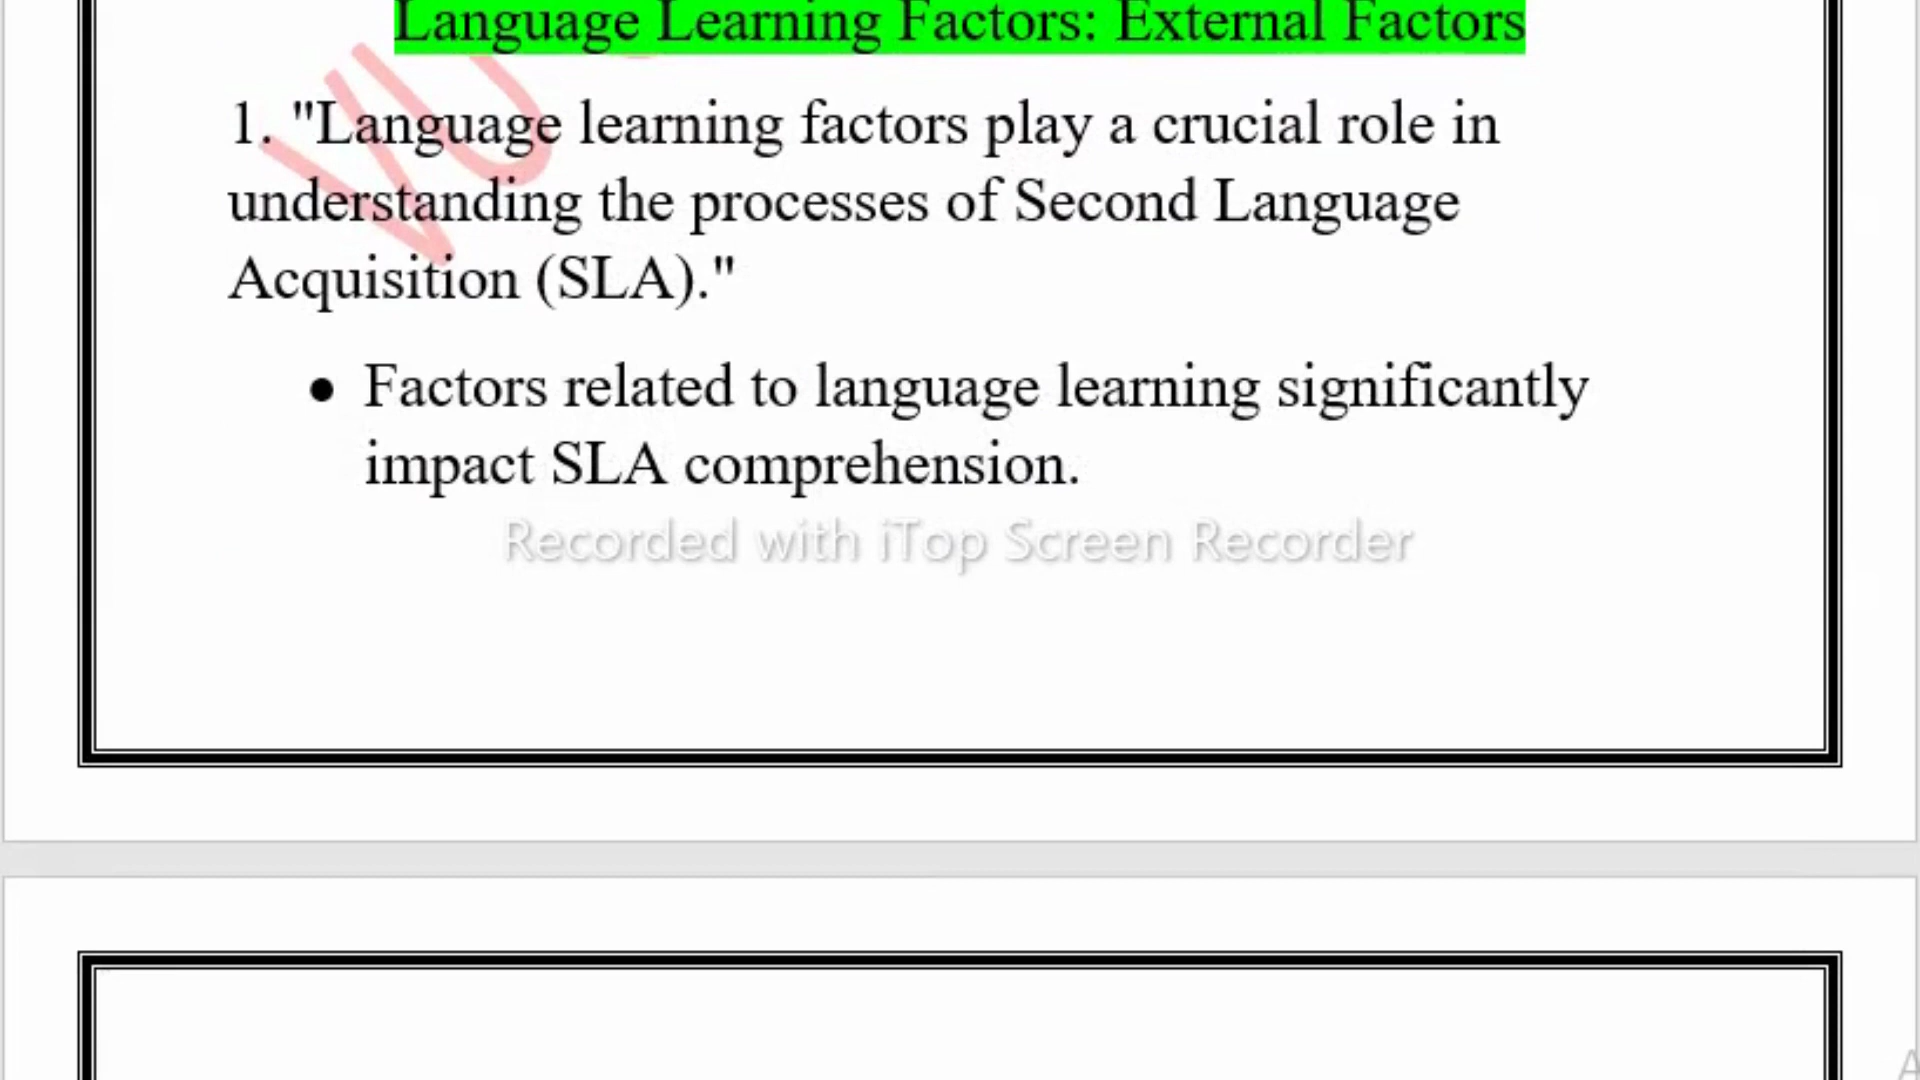 Language Learning Factors: External Factors
1. "Language learning factors play a crucial role in
understanding the processes of Second Language
Acquisition (SLA)."
● Factors related to language learning significantly
impact SLA comprehension.
Recorded with iTop Screen Recorder
VU